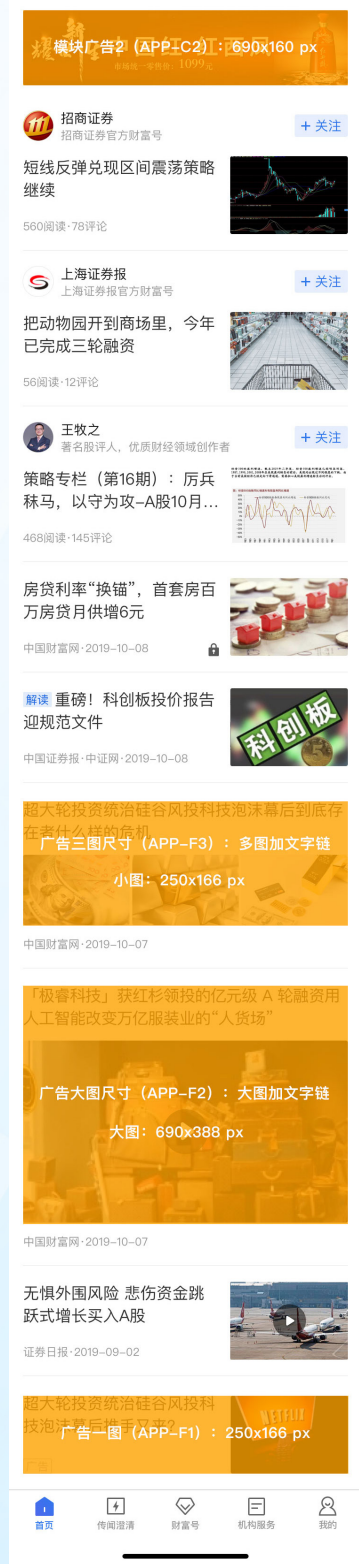 模块广告2（APP-C2）：690x160 px
市场统一零售价：1099元
招商证券
招商证券官方财富号
+ 关注
短线反弹兑现区间震荡策略
继续
560阅读·78评论
上海证券报
上海证券报官方财富号
+ 关注
把动物园开到商场里，今年
已完成三轮融资
56阅读·12评论
王牧之
著名股评人，优质财经领域创作者
+ 关注
策略专栏（第16期）：厉兵
秣马，以守为攻-A股10月...
468阅读·145评论
房贷利率“换锚”，首套房百
万房贷月供增6元
中国财富网·2019-10-08
解读 重磅！科创板投价报告
迎规范文件
科创板
中国证券报·中证网·2019-10-08
超大轮投资统治硅谷风投科技泡沫幕后到底存
在着什么样的危机
广告三图尺寸（APP-F3）：多图加文字链
小图：250x166 px
中国财富网·2019-10-07
「极睿科技」获红杉领投的亿元级 A 轮融资用
人工智能改变万亿服装业的“人货场”
广告大图尺寸（APP-F2）：大图加文字链
大图：690x388 px
中国财富网·2019-10-07
无惧外围风险 悲伤资金跳
跃式增长买入A股
证券日报·2019-09-02
超大轮投资统治硅谷风投科
技泡沫幕后推手又来?
NETFLIX
广告一图（APP-F1）：250x166 px
广告
首页
传闻澄清
财富号
机构服务
我的